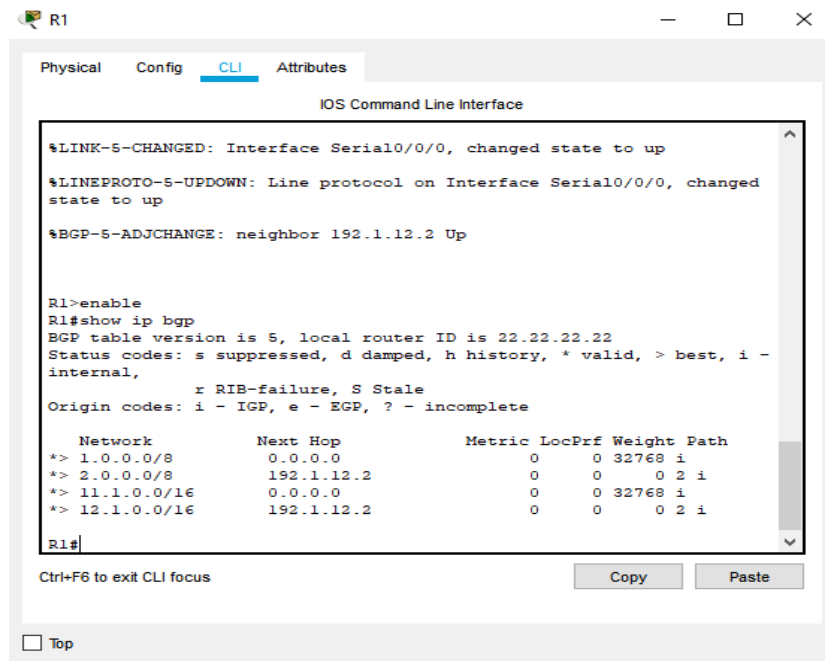 R1
Physical Config CLI Attributes
IOS Command Line Interface
%LINK-5-CHANGED: Interface Serial0/0/0, changed state to up
%LINEPROTO-5-UPDOWN: Line protocol on Interface Serial0/0/0, changed
state to up
%BGP-5-ADJCHANGE: neighbor 192.1.12.2 Up
R1>enable
R1#show ip bgp
BGP table version is 5, local router ID is 22.22.22.22
Status codes: s suppressed, d damped, h history, * valid, > best, i -
internal,
r RIB-failure, S Stale
Origin codes: i - IGP, e - EGP, ? - incomplete
Network Next Hop Metric LocPrf Weight Path
*> 1.0.0.0/8 0.0.0.0 0 0 32768 i
*> 2.0.0.0/8 192.1.12.2 0 0 0 2 i
*> 11.1.0.0/16 0.0.0.0 0 0 32768 i
*> 12.1.0.0/16 192.1.12.2 0 0 0 2 i
R1#
Ctrl+F6 to exit CLI focus Copy Paste
Top